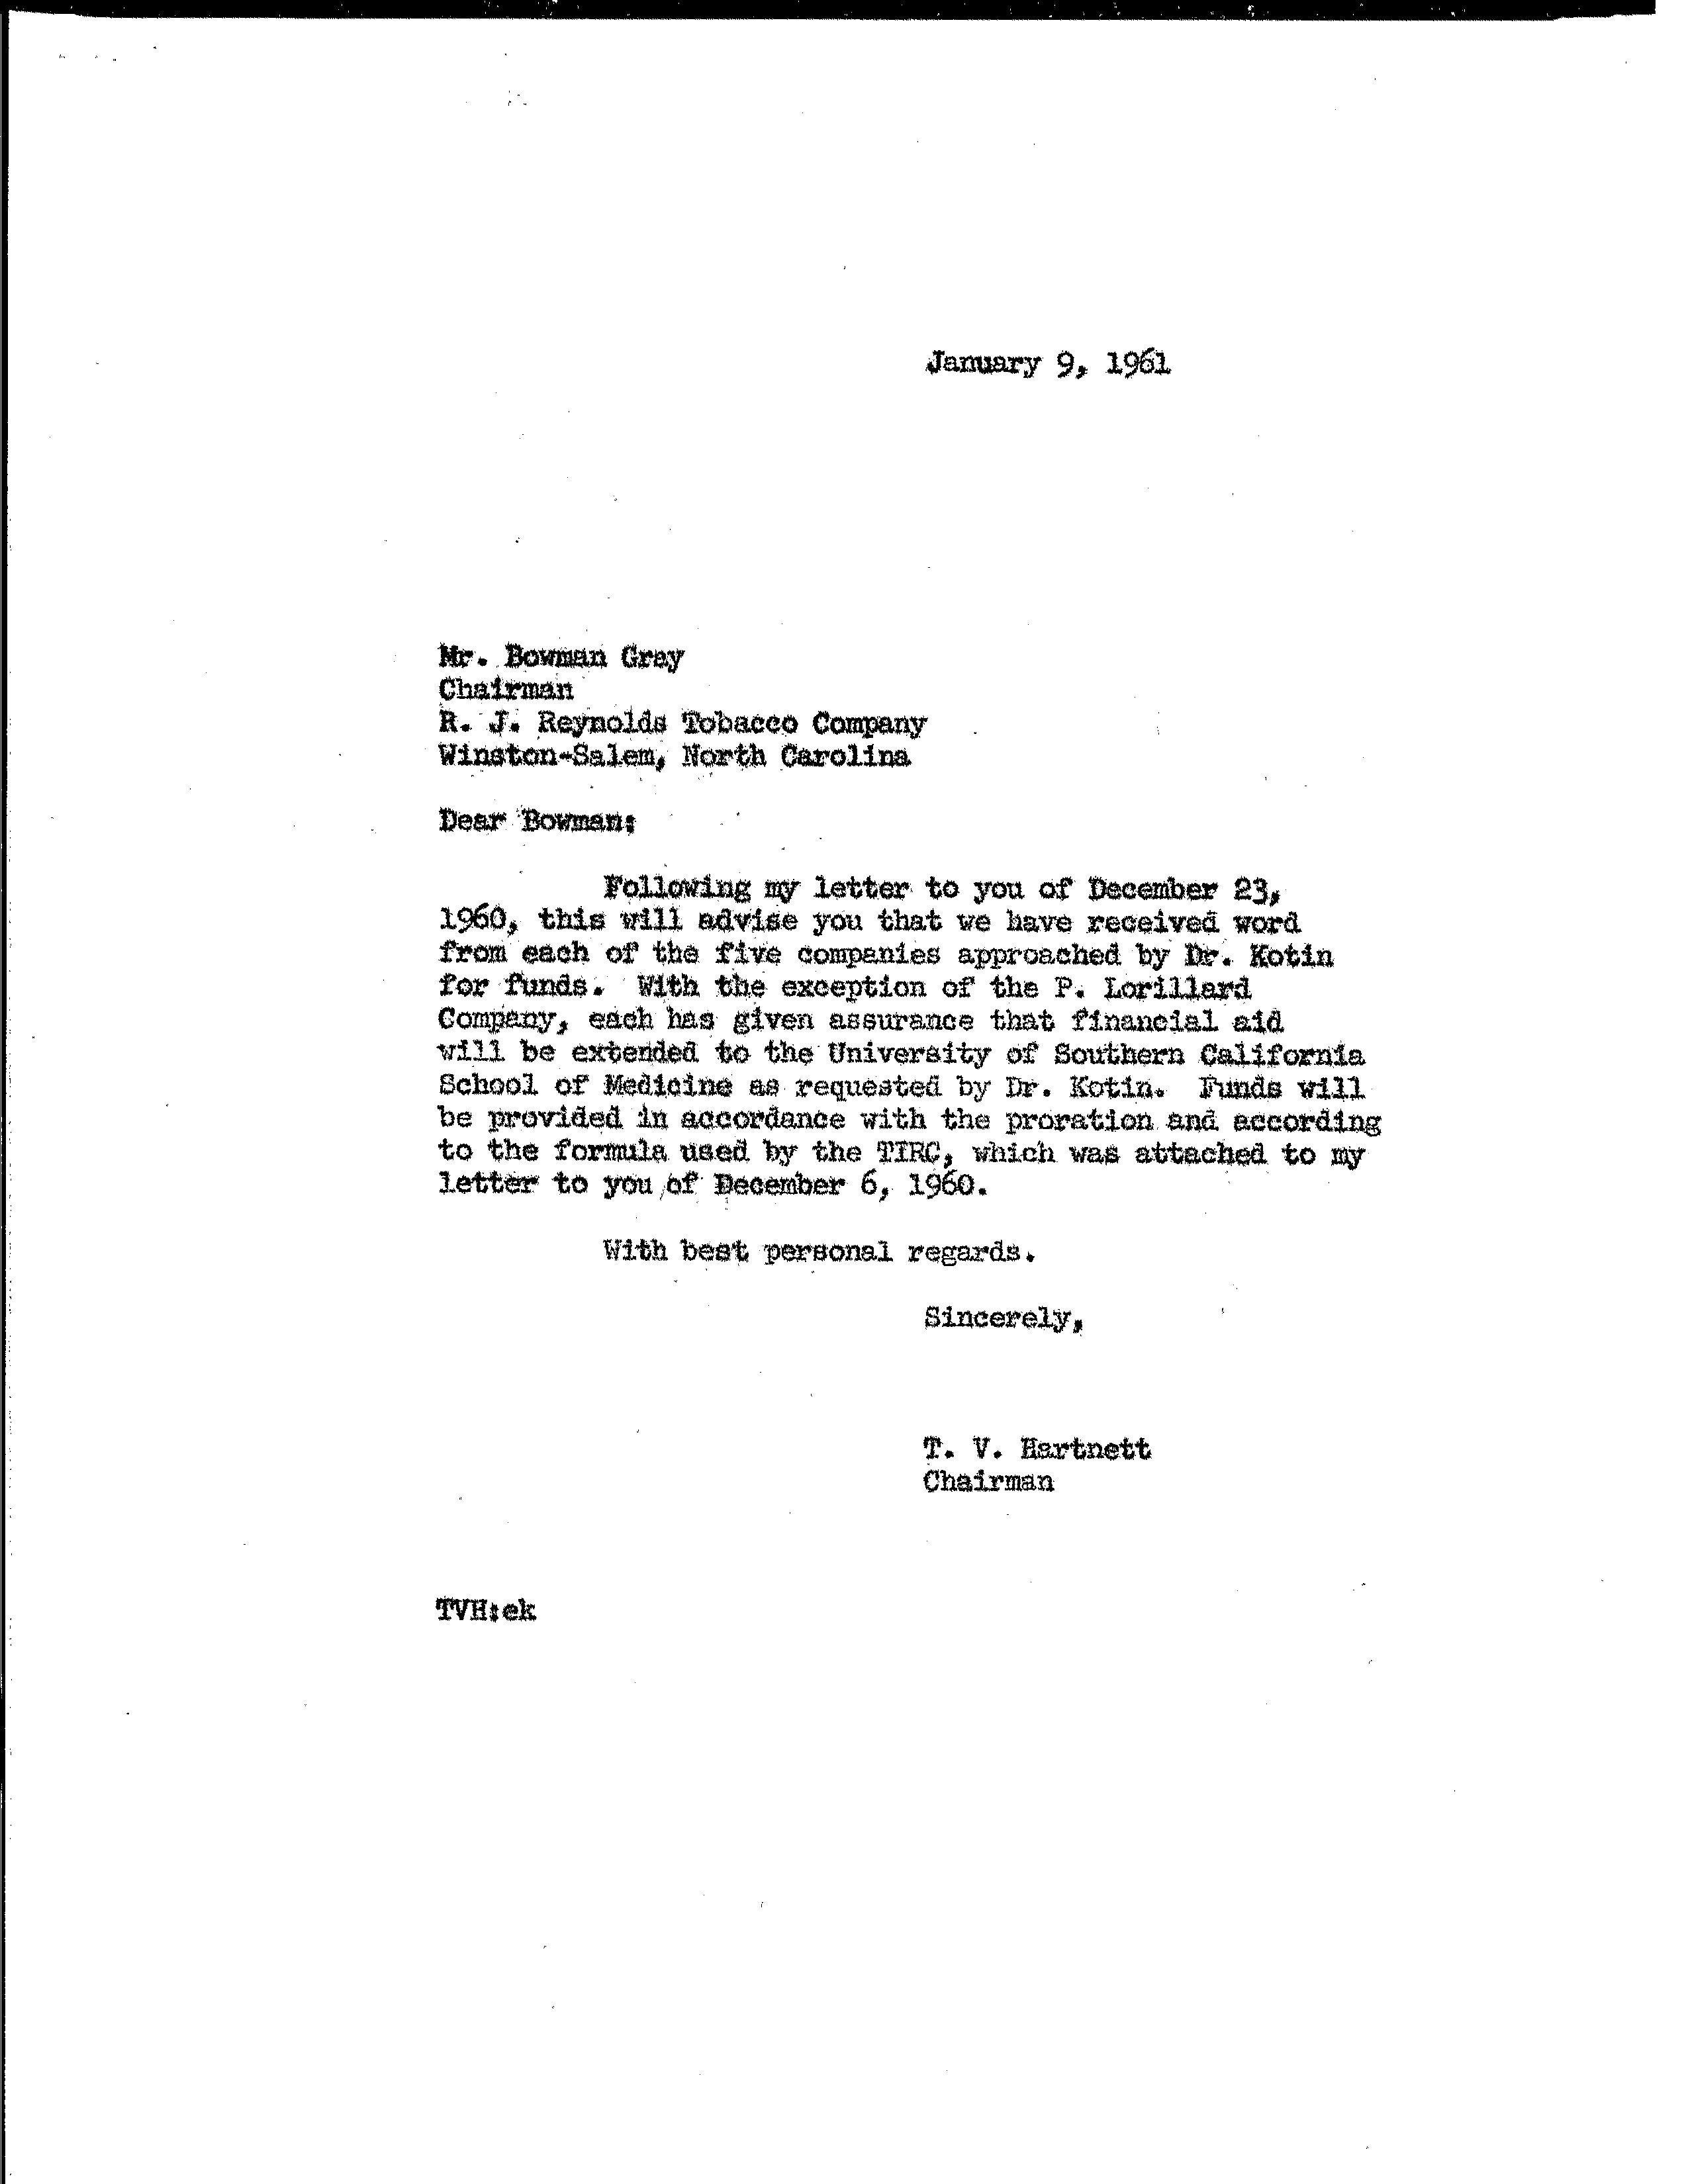 January 9, 1961
Mr. Bowman Gray
Chairman
R. J. Reynolds Tobacco Company
Winston-Salem, North Carolina
Dear Bowman:
Following my letter to you of December 23,
1960, this will advise you that we have received word
from each of the five companies approached by Dr. Kotin
for funds. With the exception of the P. Lorillard
Company, each has given assurance that financial aid
will be extended to the University of Southern California
School of Medicine as requested by Dr. Kotin. Funds will
be provided in accordance with the proration and according
to the formula used by the TIRC, which was attached to my
letter to you of December 6, 1960.
With best personal regards.
Sincerely,
T. V. Hartnett
Chairman
TVH:ek